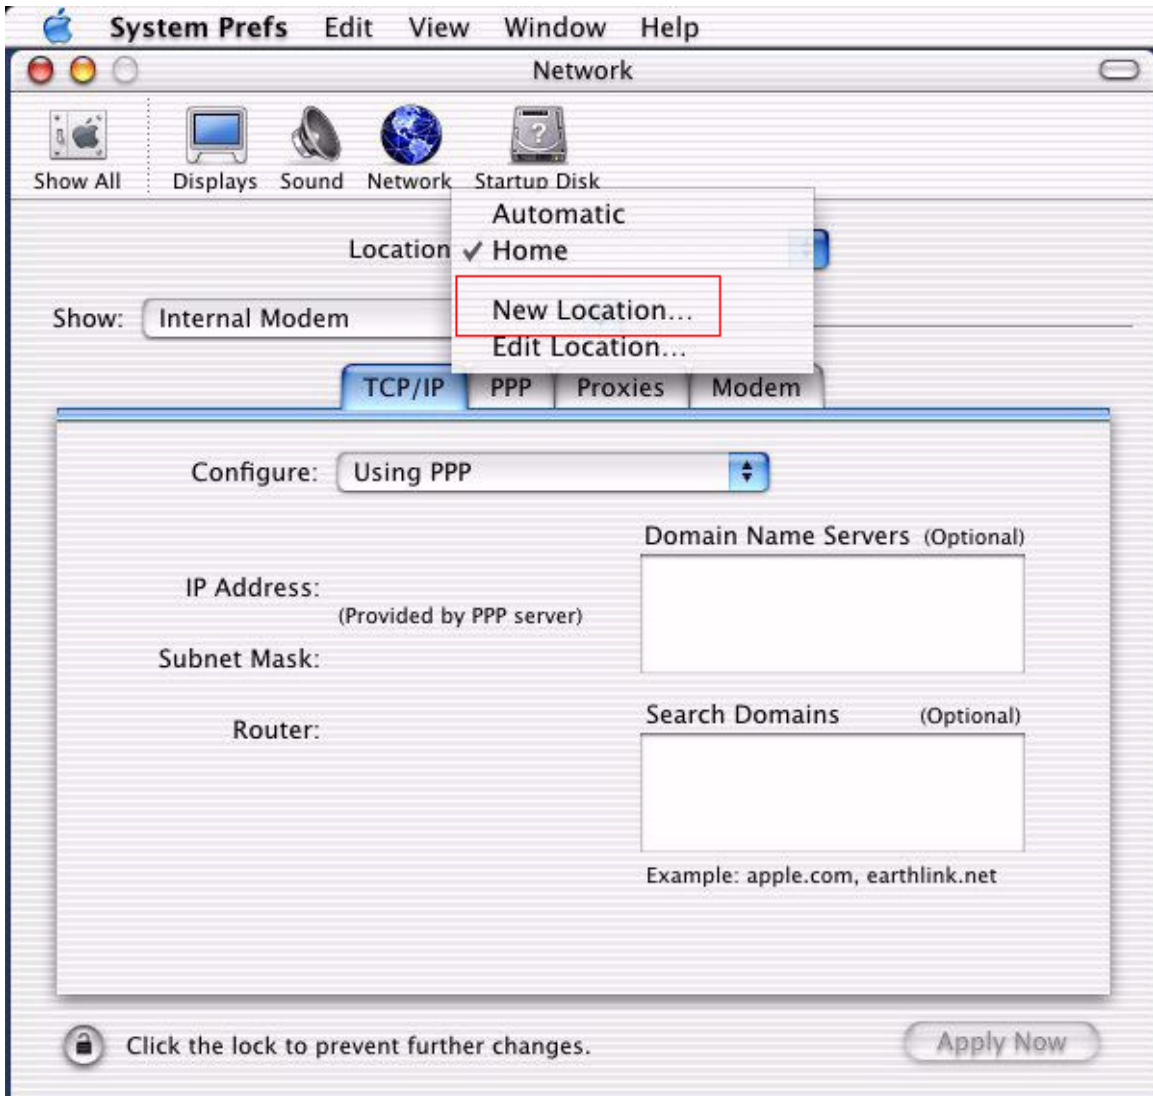 System Prefs Edit View Window Help
Network
Show All Displays Sound Network Startup Disk
Automatic
Location ✓ Home
New Location...
Show: Internal Modem
Edit Location...
TCP/IP PPP Proxies Modem
Configure: Using PPP
Domain Name Servers (Optional)
IP Address:
(Provided by PPP server)
Subnet Mask:
Search Domains (Optional)
Router:
Example: apple.com, earthlink.net
Click the lock to prevent further changes.
Apply Now